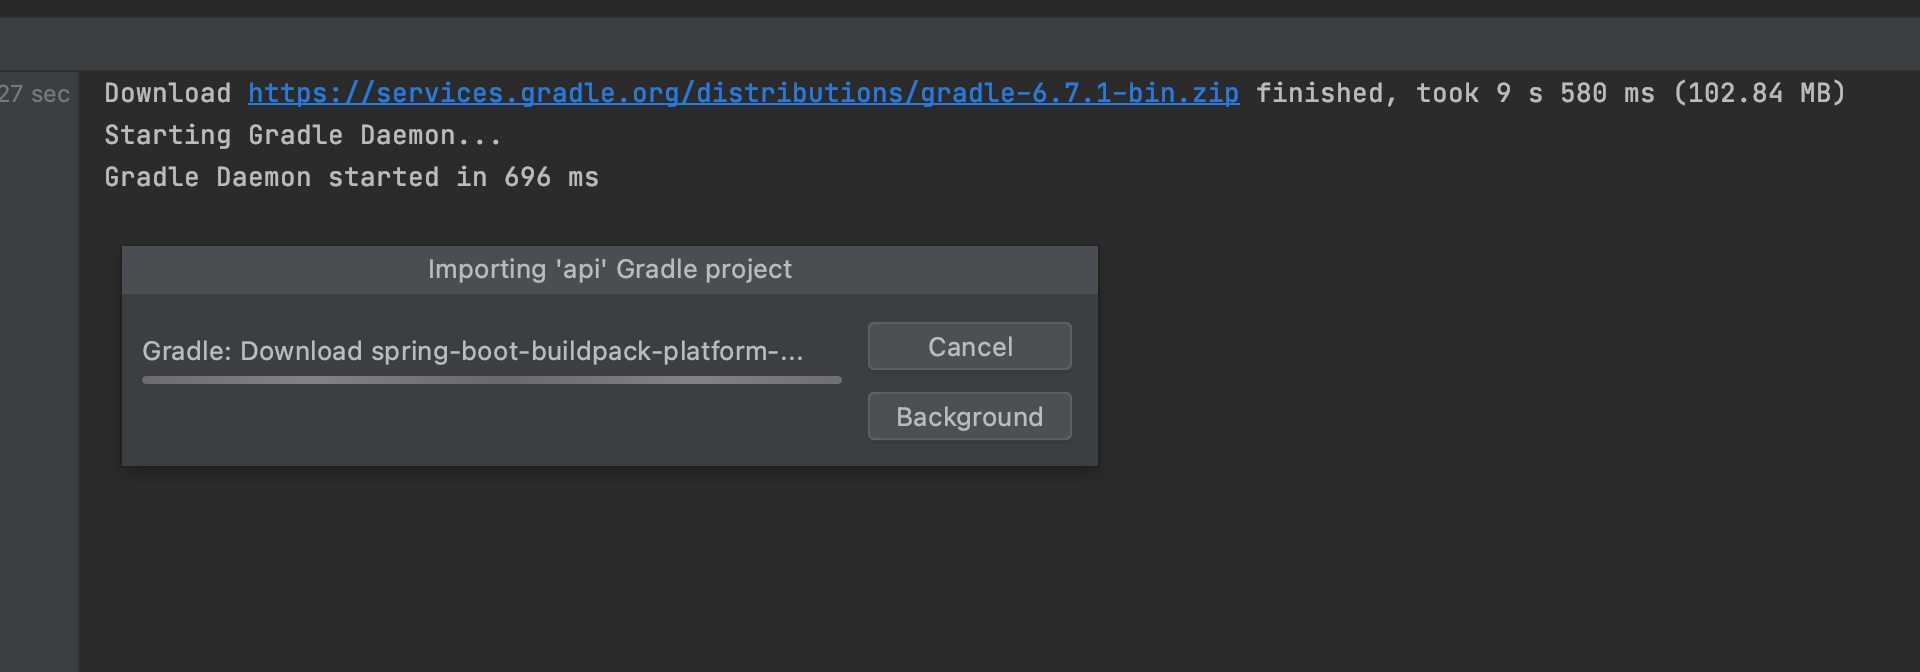 27 sec
Download https://services.gradle.org/distributions/gradle-6.7.1-bin.zip finished, took 9 s 580 ms (102.84 MB)
Starting Gradle Daemon...
Gradle Daemon started in 696 ms
Importing 'api' Gradle project
Gradle: Download spring-boot-buildpack-platform-...
Cancel
Background